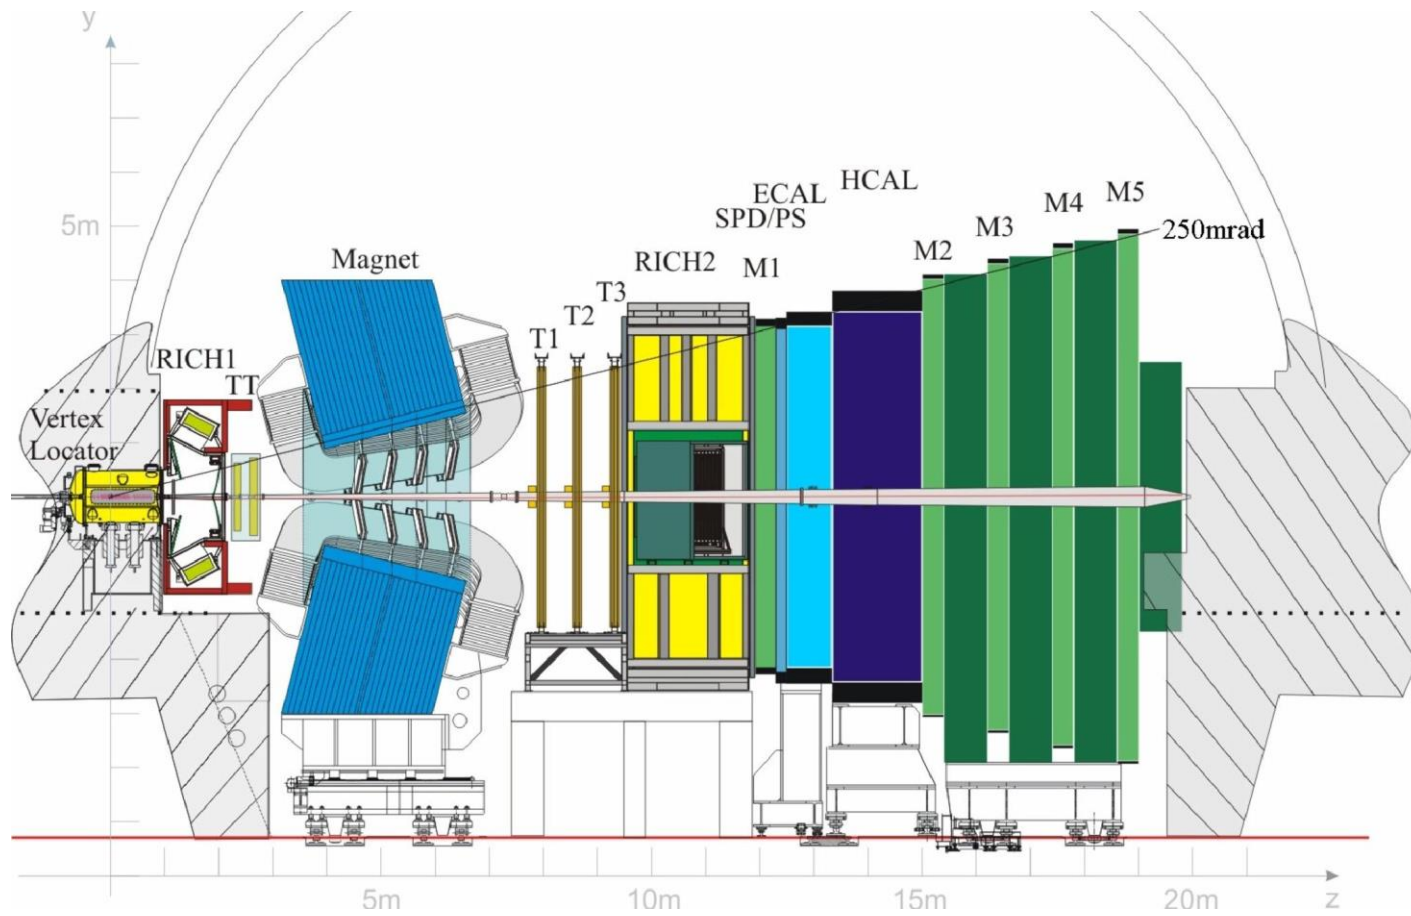 y
HCAL
ECAL
M5
M4
SPD/PS
M3
5m
250mrad
M2
Magnet
RICH2
M1
T3
T2
T1
RICH1
TT
Vertex
Locator
5m
10m
15m
20m
z